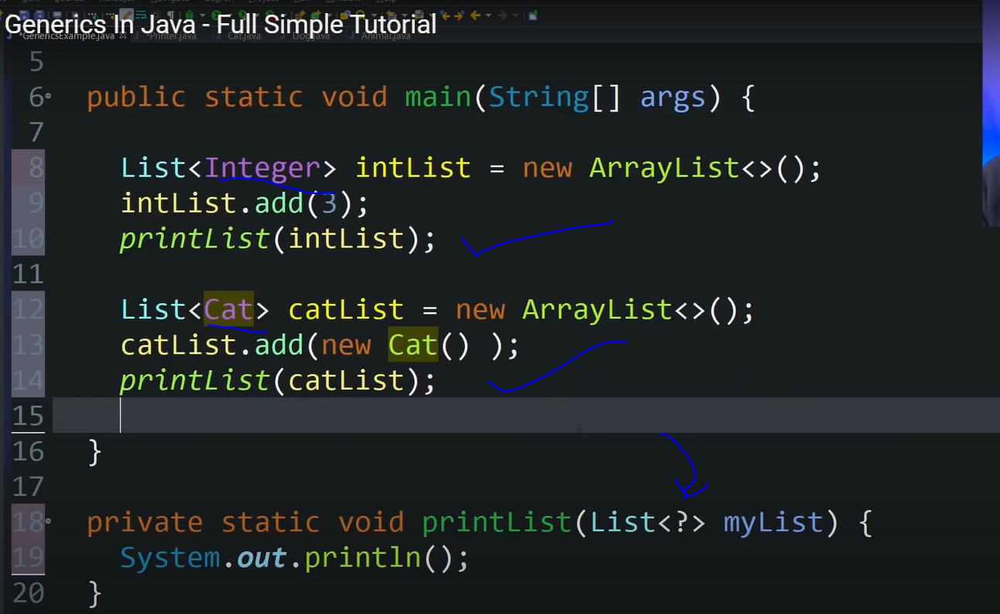 Generics In Java - Full Simple Tutorial
*GenericsExample.java *Printer.java Cat.java Dog.java Animal.java
5
6 public static void main(String[] args) {
7
8 List<Integer> intList = new ArrayList<>();
9 intList.add(3);
10 printList(intList);
11
12 List<Cat> catList = new ArrayList<>();
13 catList.add(new Cat() );
14 printList(catList);
15
16 }
17
18 private static void printList(List<?> myList) {
19 System.out.println();
20 }